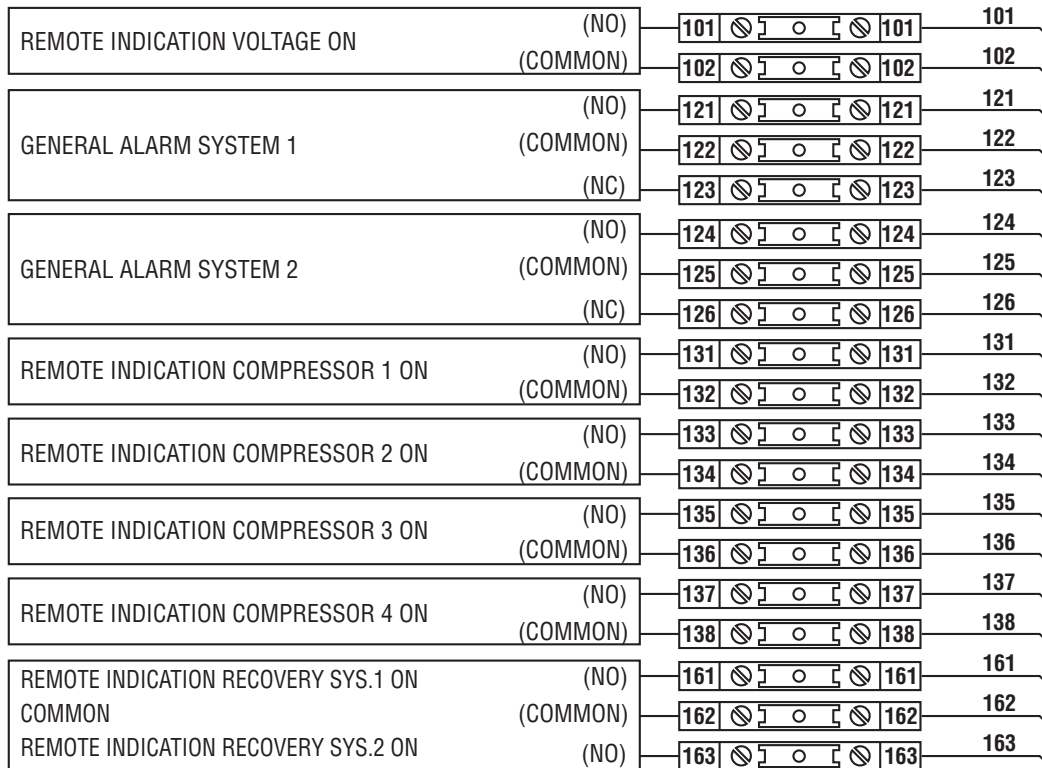 REMOTE INDICATION VOLTAGE ON (NO) 101 101 101
(COMMON) 102 102 102
GENERAL ALARM SYSTEM 1 (NO) 121 121 121
(COMMON) 122 122 122
(NC) 123 123 123
GENERAL ALARM SYSTEM 2 (NO) 124 124 124
(COMMON) 125 125 125
(NC) 126 126 126
REMOTE INDICATION COMPRESSOR 1 ON (NO) 131 131 131
(COMMON) 132 132 132
REMOTE INDICATION COMPRESSOR 2 ON (NO) 133 133 133
(COMMON) 134 134 134
REMOTE INDICATION COMPRESSOR 3 ON (NO) 135 135 135
(COMMON) 136 136 136
REMOTE INDICATION COMPRESSOR 4 ON (NO) 137 137 137
(COMMON) 138 138 138
REMOTE INDICATION RECOVERY SYS.1 ON (NO) 161 161 161
COMMON (COMMON) 162 162 162
REMOTE INDICATION RECOVERY SYS.2 ON (NO) 163 163 163